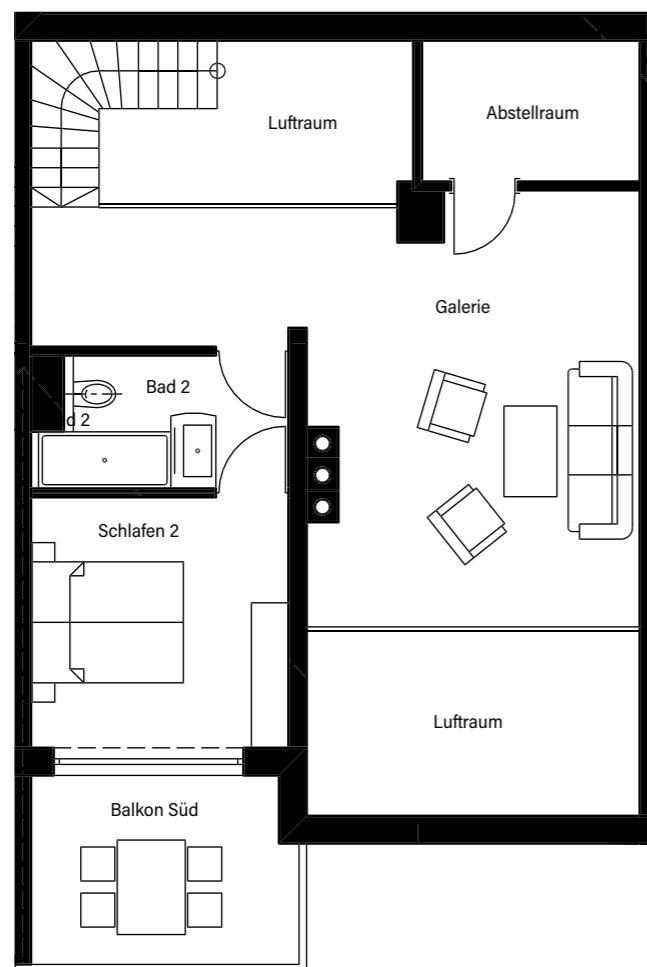 Luftraum
Abstellraum
Galerie
Bad 2
d 2
Schlafen 2
Luftraum
Balkon Süd